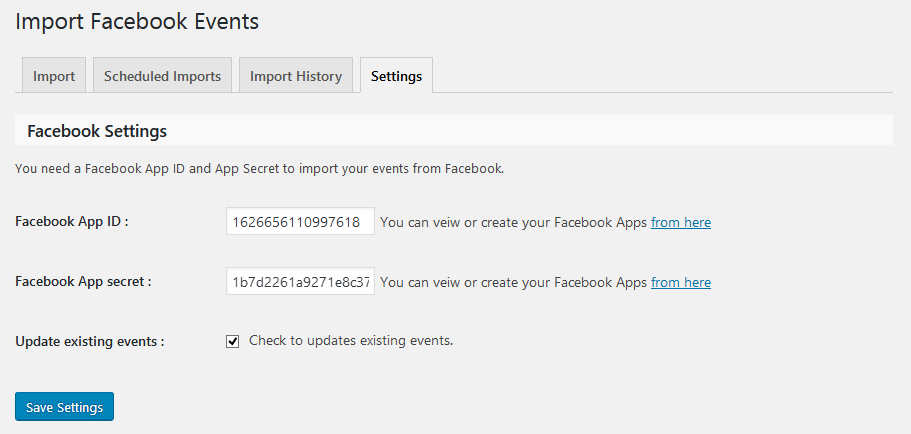 Import Facebook Events
Import Scheduled Imports Import History Settings
Facebook Settings
You need a Facebook App ID and App Secret to import your events from Facebook.
Facebook App ID : 1626656110997618 You can veiw or create your Facebook Apps from here
Facebook App secret : 1b7d2261a9271e8c37 You can veiw or create your Facebook Apps from here
Update existing events : Check to updates existing events.
Save Settings